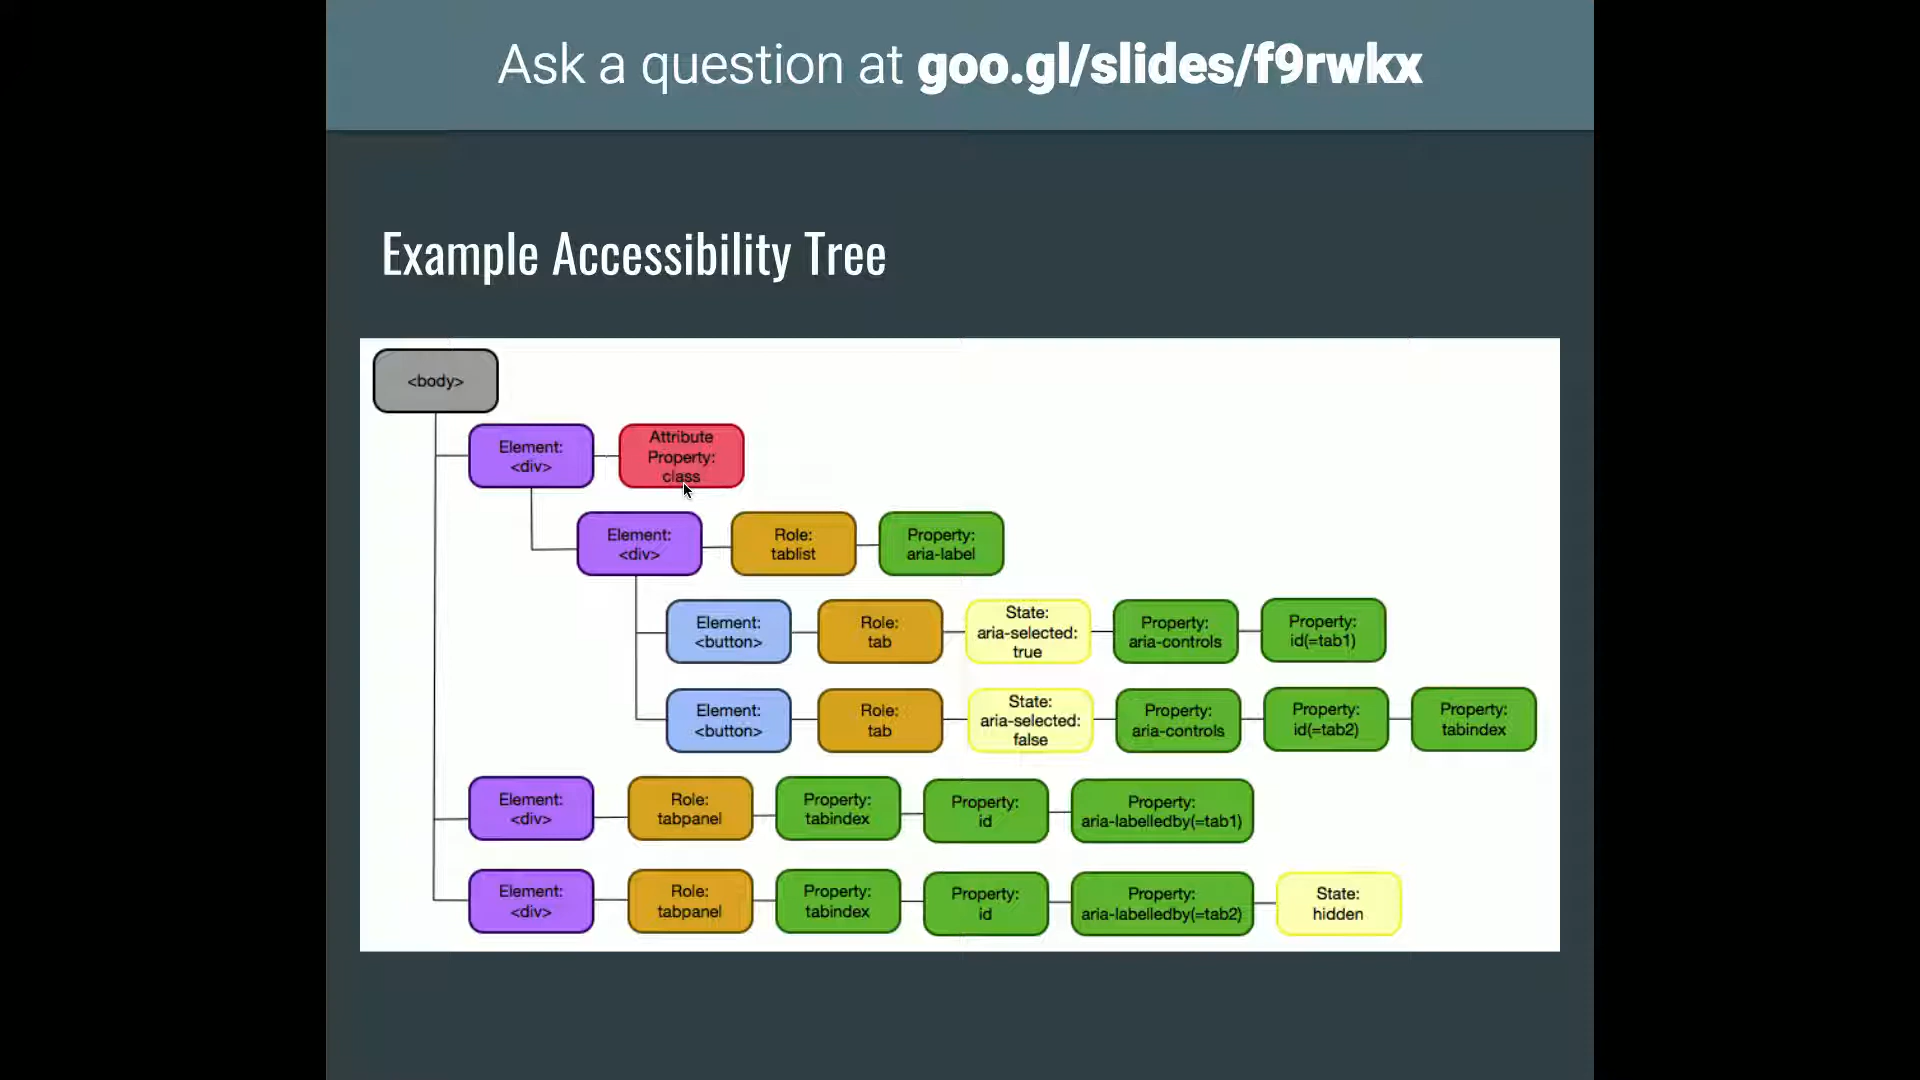 Ask a question at goo.gl/slides/f9rwkx
Example Accessibility Tree
<body>
Element:
<div>
Attribute
Property:
class
Element:
<div>
Role:
tablist
Property:
aria-label
Element:
<button>
Role:
tab
State:
aria-selected:
true
Property:
aria-controls
Property:
id(=tab1)
Element:
<button>
Role:
tab
State:
aria-selected:
false
Property:
aria-controls
Property:
id(=tab2)
Property:
tabindex
Element:
<div>
Role:
tabpanel
Property:
tabindex
Property:
id
Property:
aria-labelledby(=tab1)
Element:
<div>
Role:
tabpanel
Property:
tabindex
Property:
id
Property:
aria-labelledby(=tab2)
State:
hidden